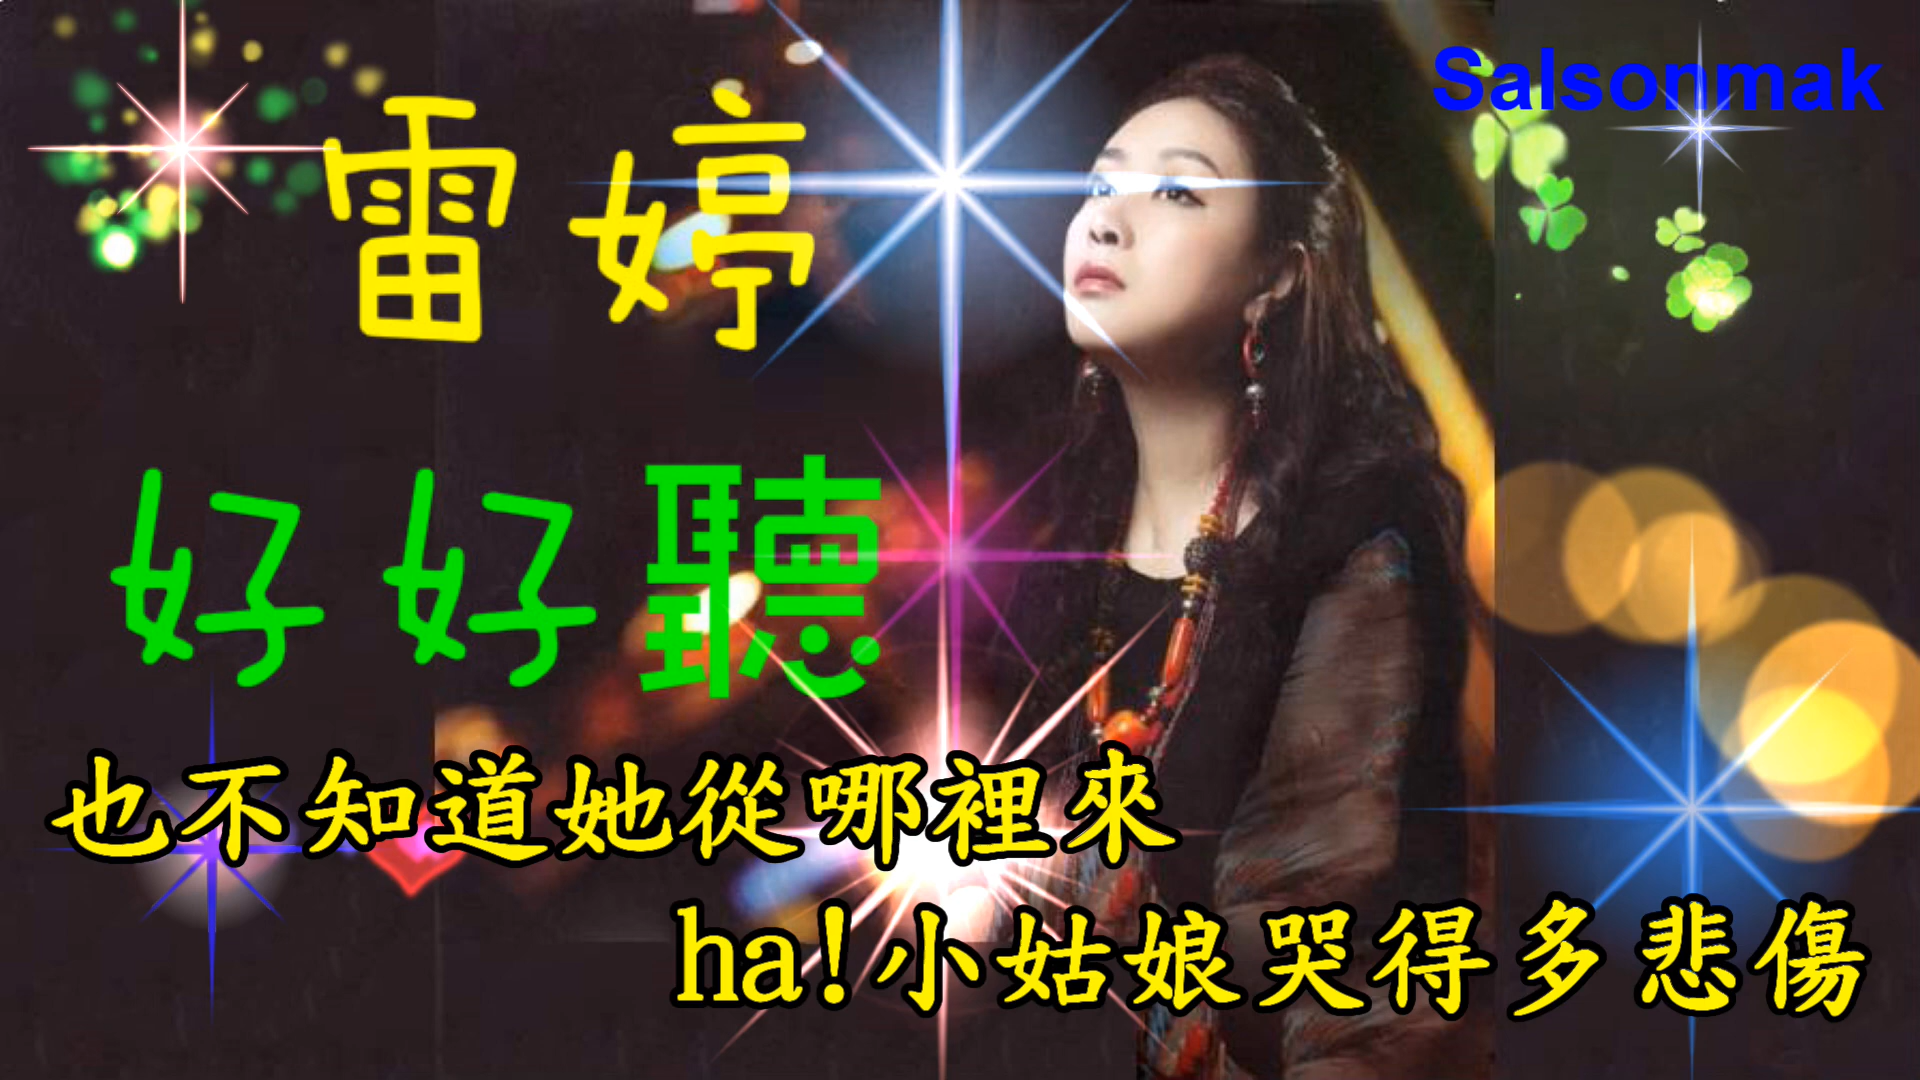 Salsonmak
雷婷
好好聽
也不知道她從哪裡來
ha!小姑娘哭得多悲傷